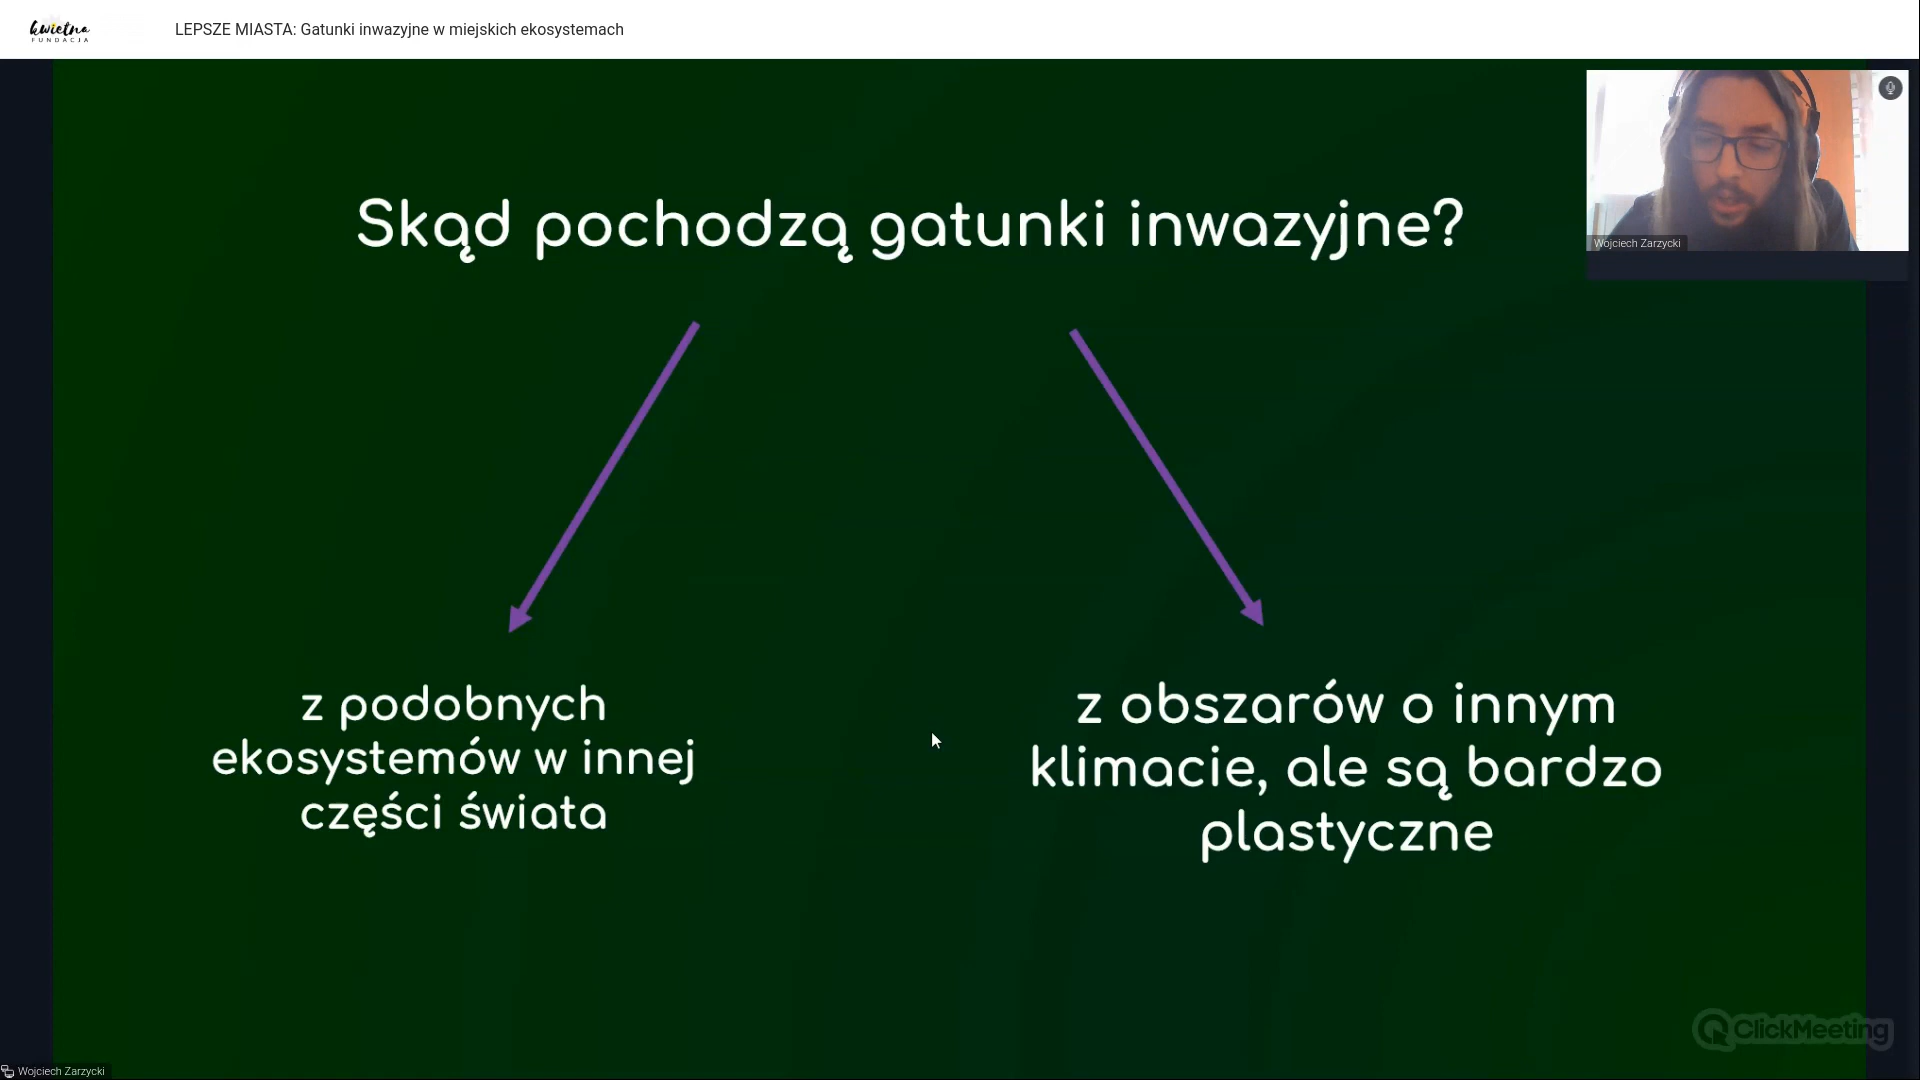 kwietna
FUNDACJA
LEPSZE MIASTA: Gatunki inwazyjne w miejskich ekosystemach
Wojciech Zarzycki
Skąd pochodzą gatunki inwazyjne?
z podobnych
ekosystemów w innej
części świata
z obszarów o innym
klimacie, ale są bardzo
plastyczne
ClickMeeting
Wojciech Zarzycki